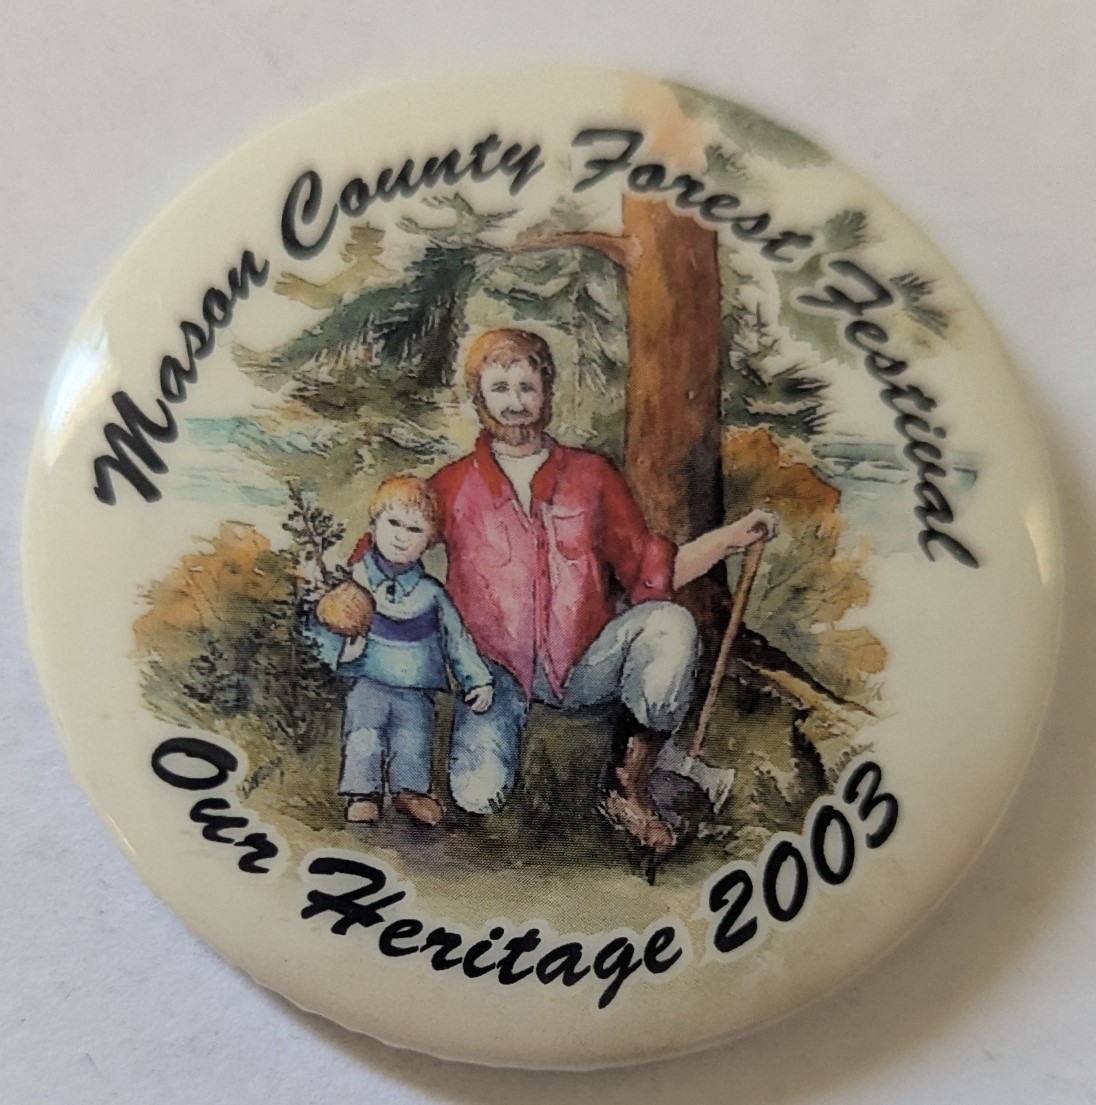 Mason County Forest Festival
Our Heritage 2003